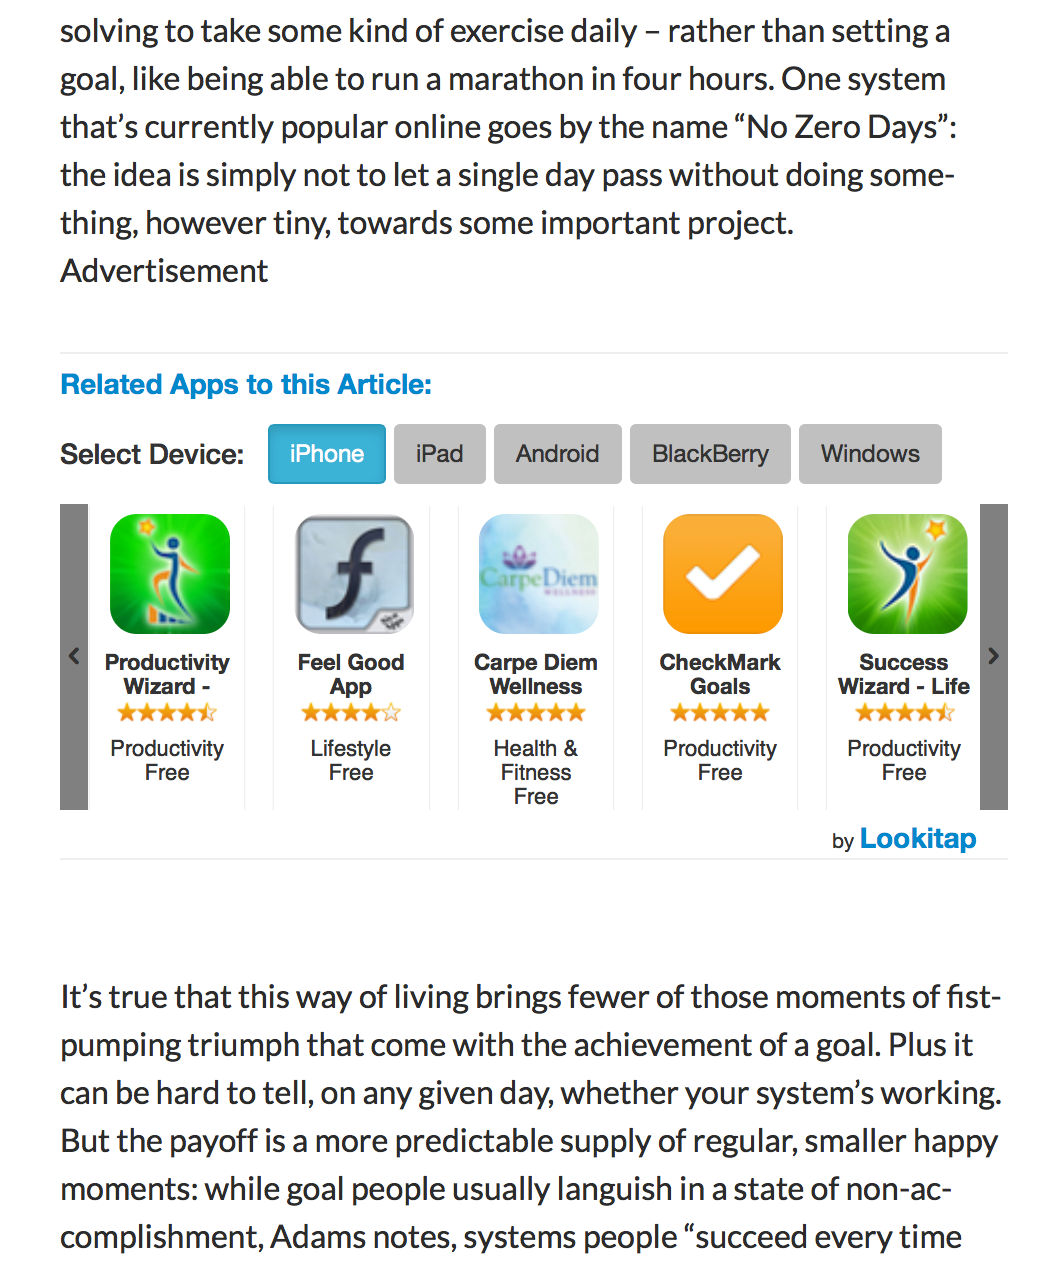 solving to take some kind of exercise daily – rather than setting a
goal, like being able to run a marathon in four hours. One system
that’s currently popular online goes by the name “No Zero Days”:
the idea is simply not to let a single day pass without doing some-
thing, however tiny, towards some important project.
Advertisement
Related Apps to this Article:
Select Device: iPhone iPad Android BlackBerry Windows
f
CarpeDiem
WELLNESS
Productivity
Wizard -
Productivity
Free
Feel Good
App
Lifestyle
Free
Carpe Diem
Wellness
Health &
Fitness
Free
CheckMark
Goals
Productivity
Free
Success
Wizard - Life
Productivity
Free
by Lookitap
It’s true that this way of living brings fewer of those moments of fist-
pumping triumph that come with the achievement of a goal. Plus it
can be hard to tell, on any given day, whether your system’s working.
But the payoff is a more predictable supply of regular, smaller happy
moments: while goal people usually languish in a state of non-ac-
complishment, Adams notes, systems people “succeed every time